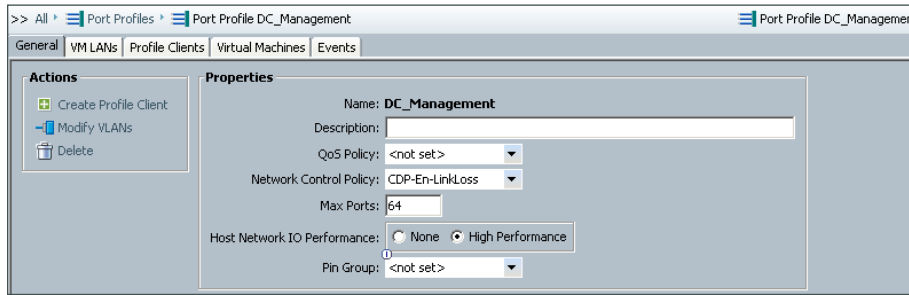 >> All Port Profiles Port Profile DC_Management Port Profile DC_Managemen
General VM LANs Profile Clients Virtual Machines Events
Actions
Create Profile Client
Modify VLANs
Delete
Properties
Name: DC_Management
Description:
QoS Policy: <not set>
Network Control Policy: CDP-En-LinkLoss
Max Ports: 64
Host Network IO Performance: None High Performance
Pin Group: <not set>